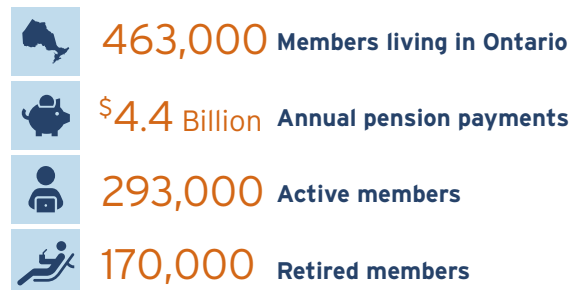 463,000 Members living in Ontario
$4.4 Billion Annual pension payments
293,000 Active members
170,000 Retired members